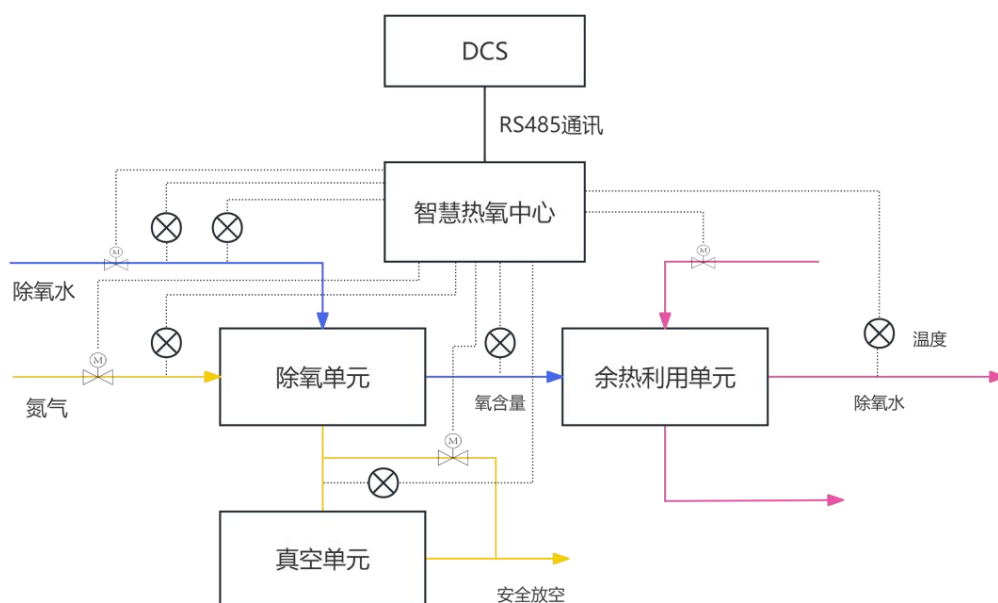 DCS
RS485通讯
智慧热氧中心
M
M
除氧水
M
温度
除氧单元
余热利用单元
氮气
氧含量
除氧水
M
真空单元
安全放空